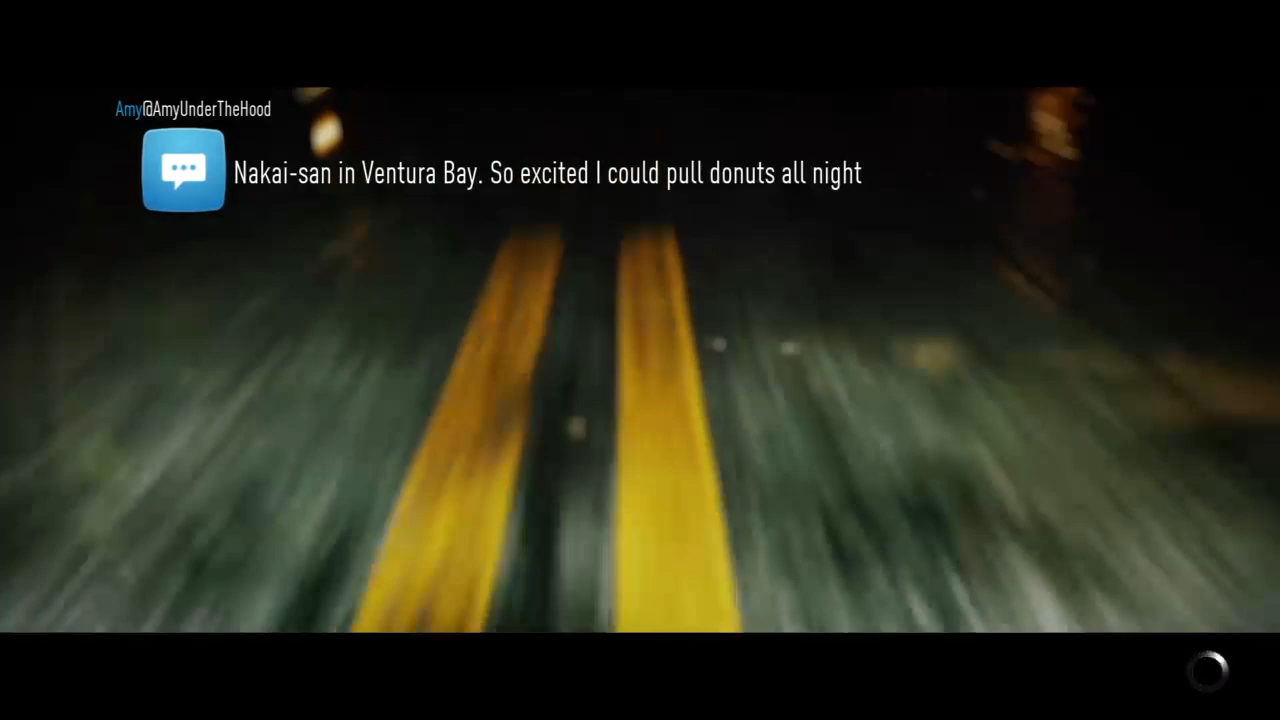 Amy@AmyUnderTheHood
Nakai-san in Ventura Bay. So excited I could pull donuts all night